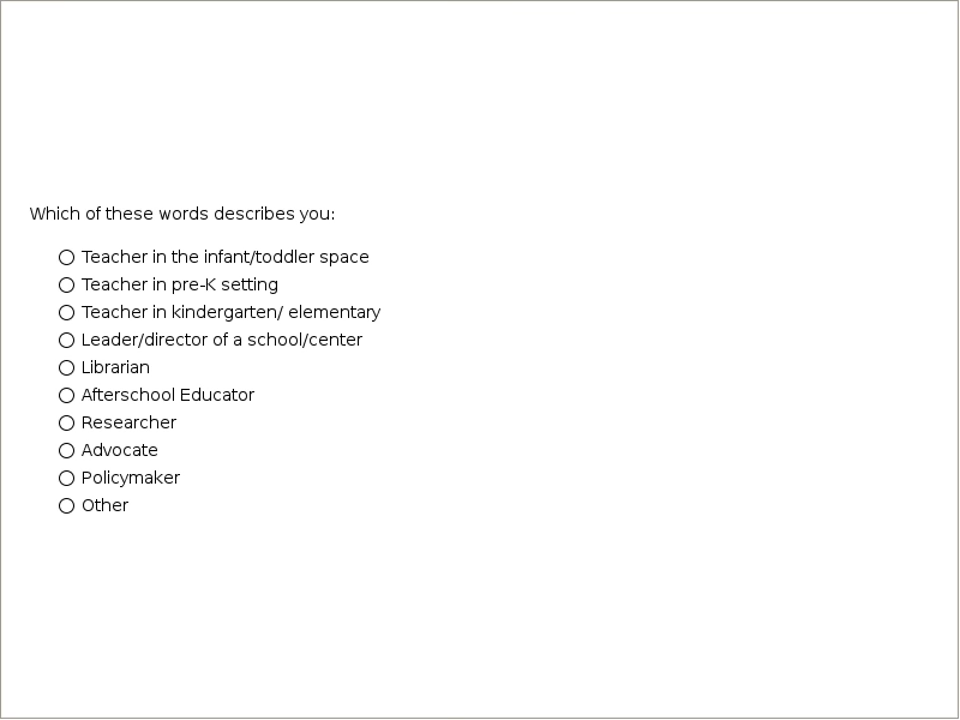 Which of these words describes you:
Teacher in the infant/toddler space
Teacher in pre-K setting
Teacher in kindergarten/ elementary
Leader/director of a school/center
Librarian
Afterschool Educator
Researcher
Advocate
Policymaker
Other